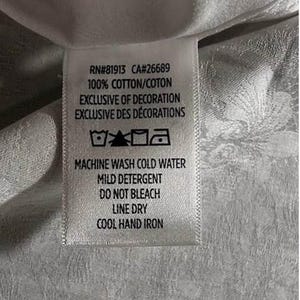 RN#81913 CA#26689
100% COTTON/COTON
EXCLUSIVE OF DECORATION
EXCLUSIVE DES DÉCORATIONS
MACHINE WASH COLD WATER
MILD DETERGENT
DO NOT BLEACH
LINE DRY
COOL HAND IRON